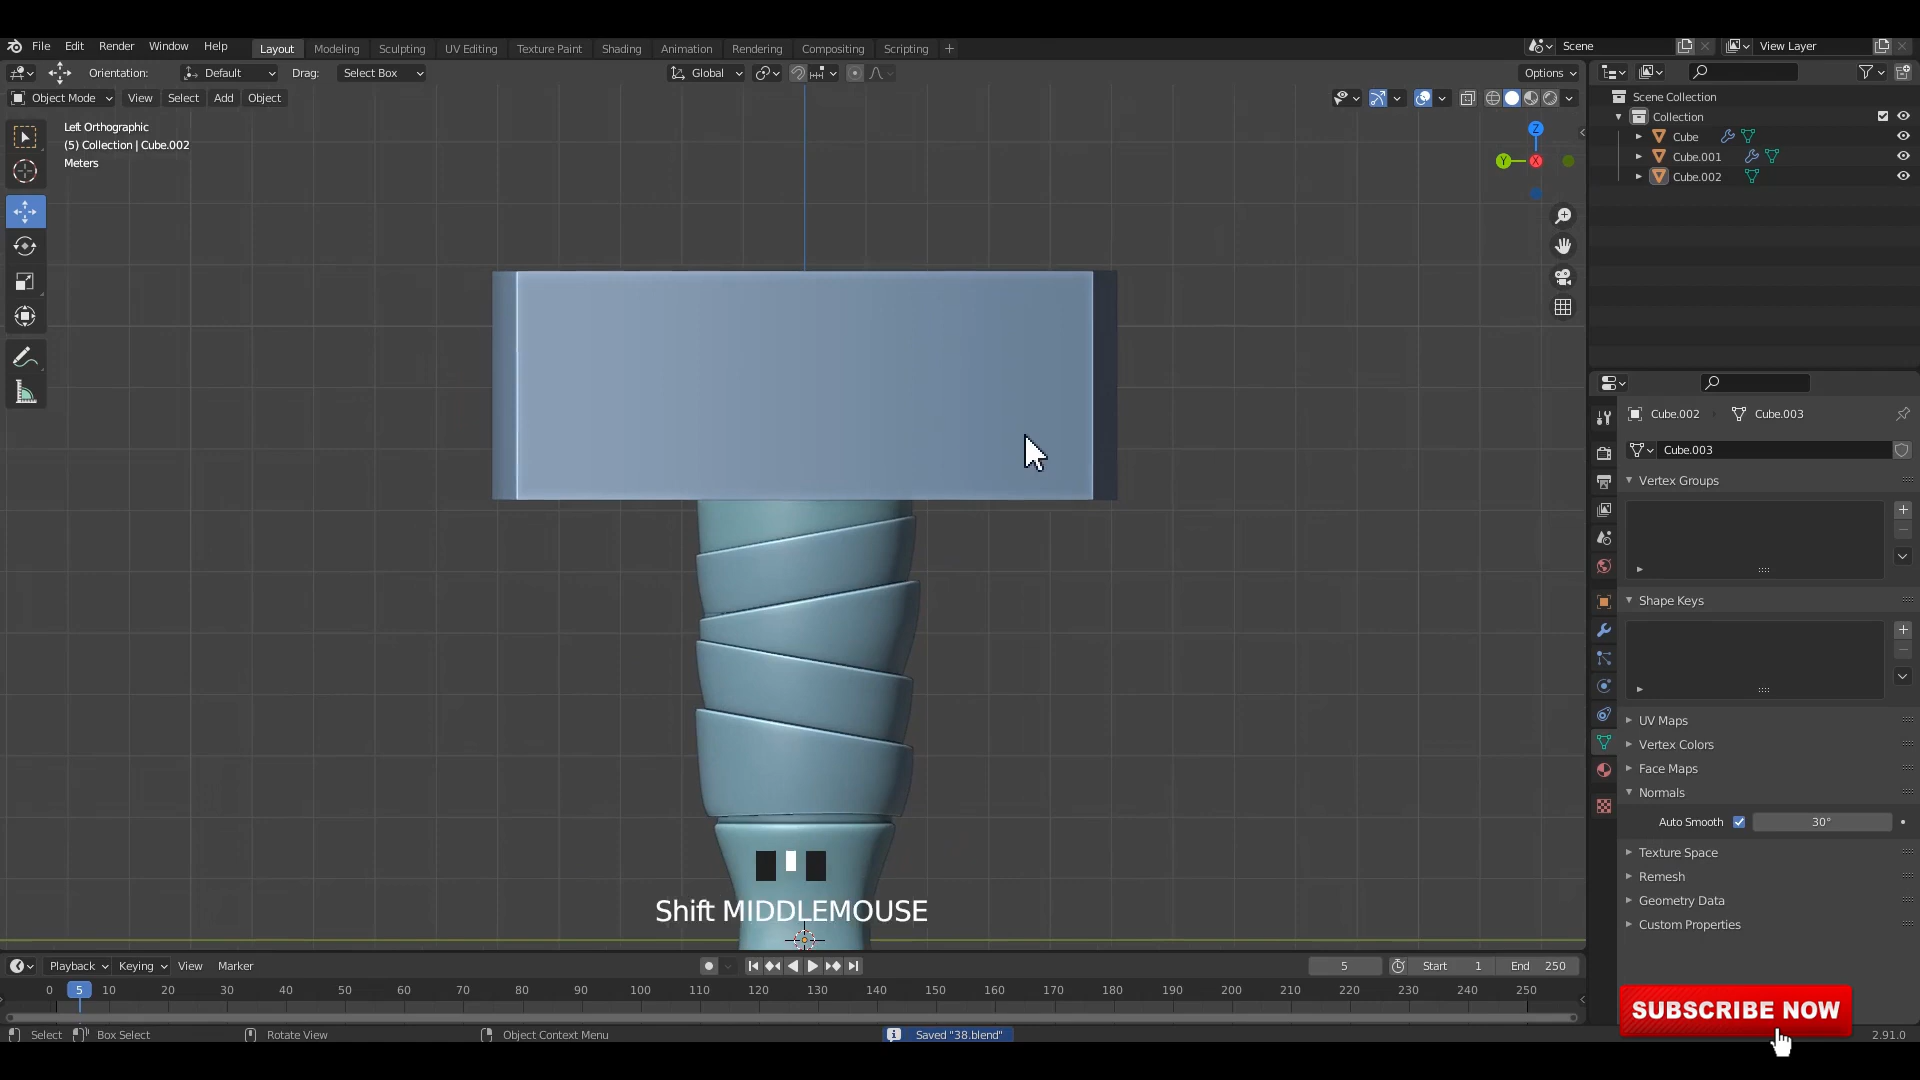 File Edit Render Window Help Layout Modeling Sculpting UV Editing Texture Paint Shading Animation Rendering Compositing Scripting + Scene View Layer
Orientation: Default Drag: Select Box Global Options
Object Mode View Select Add Object
Left Orthographic
(5) Collection | Cube.002
Meters
Z
Y
X
Scene Collection
Collection
Cube
Cube.001
Cube.002
Cube.002 Cube.003
Cube.003
Vertex Groups
Shape Keys
UV Maps
Vertex Colors
Face Maps
Normals
Auto Smooth 30°
Texture Space
Remesh
Geometry Data
Custom Properties
Shift MIDDLEMOUSE
Playback Keying View Marker 5 Start 1 End 250
0 5 10 20 30 40 50 60 70 80 90 100 110 120 130 140 150 160 170 180 190 200 210 220 230 240 250
SUBSCRIBE NOW
Select Box Select Rotate View Object Context Menu Saved "38.blend" 2.91.0